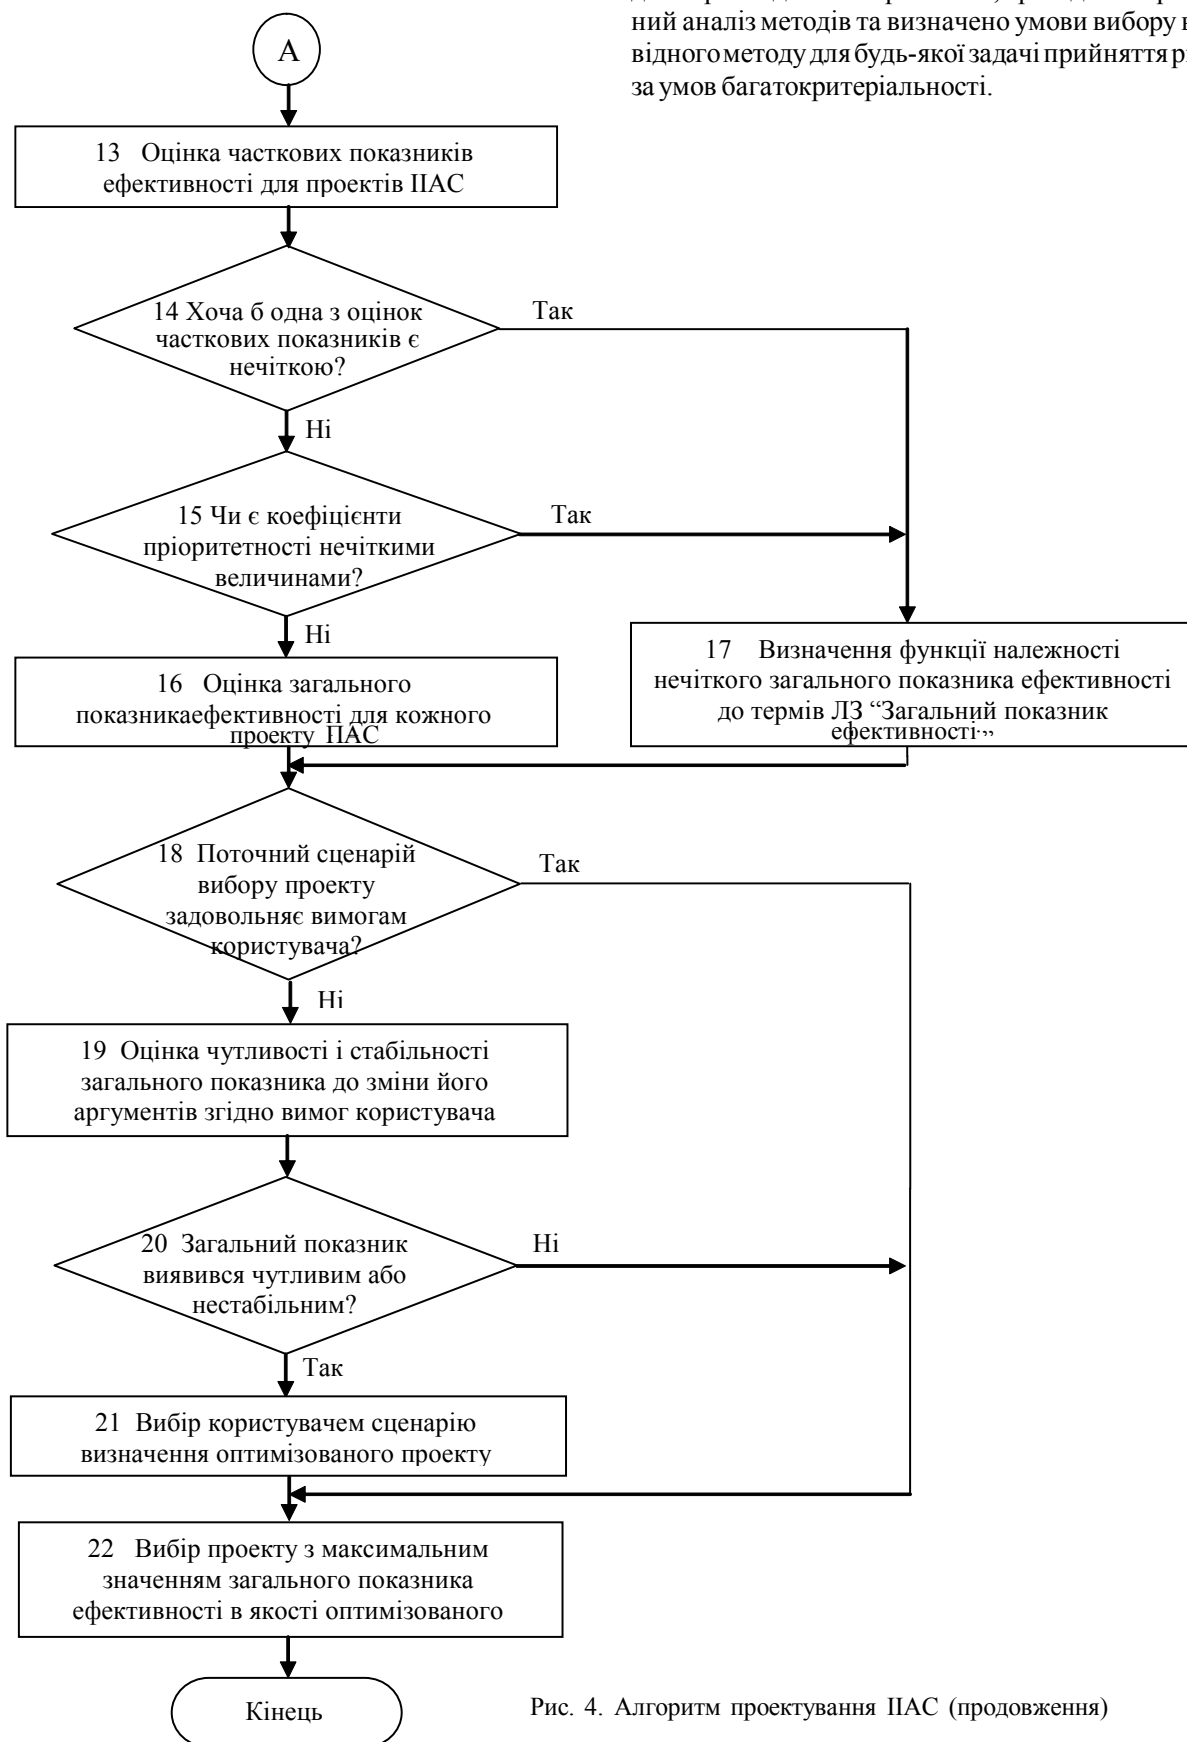 ний аналіз методів та визначено умови вибору
відного методу для будь-якої задачі прийняття
за умов багатокритеріальності.
А
13 Оцінка часткових показників
ефективності для проектів ІІАС
14 Хоча б одна з оцінок
часткових показників є
нечіткою?
Так
Ні
15 Чи є коефіцієнти
пріоритетності нечіткими
величинами?
Так
Ні
16 Оцінка загального
показникаефективності для кожного
проекту ІІАС
17 Визначення функції належності
нечіткого загального показника ефективності
до термів ЛЗ “Загальний показник
ефективності”
18 Поточний сценарій
вибору проекту
задовольняє вимогам
користувача?
Так
Ні
19 Оцінка чутливості і стабільності
загального показника до зміни його
аргументів згідно вимог користувача
20 Загальний показник
виявився чутливим або
нестабільним?
Ні
Так
21 Вибір користувачем сценарію
визначення оптимізованого проекту
22 Вибір проекту з максимальним
значенням загального показника
ефективності в якості оптимізованого
Кінець
Рис. 4. Алгоритм проектування ІІАС (продовження)